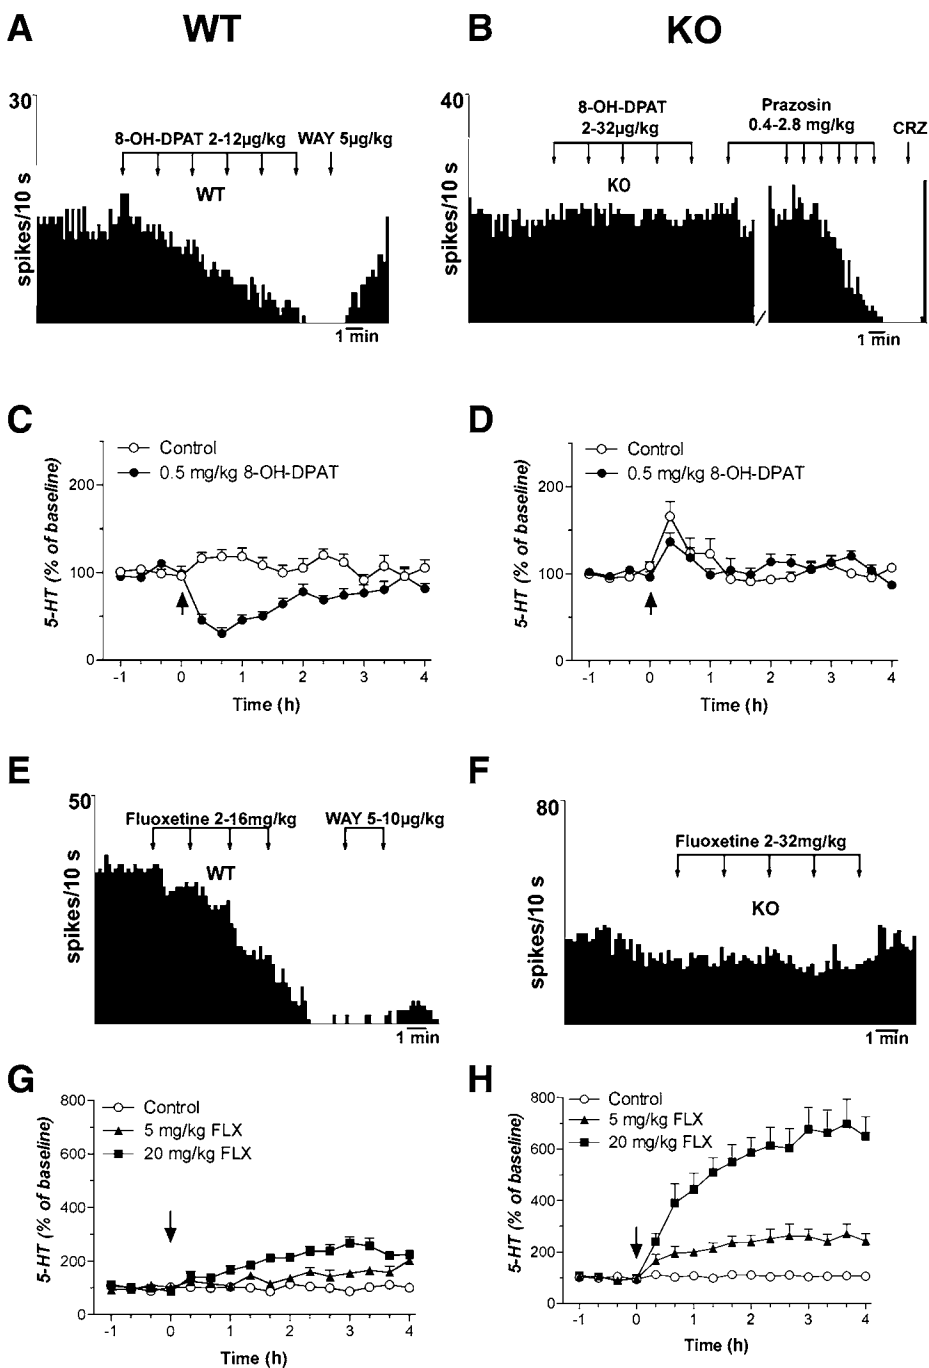 A WT
B KO
30
8-OH-DPAT 2-12µg/kg WAY 5µg/kg
WT
spikes/10 s
1 min
40
8-OH-DPAT
2-32µg/kg
Prazosin
0.4-2.8 mg/kg
CRZ
KO
spikes/10 s
1 min
C
Control
0.5 mg/kg 8-OH-DPAT
5-HT (% of baseline)
200
100
0
-1 0 1 2 3 4
Time (h)
D
Control
0.5 mg/kg 8-OH-DPAT
5-HT (% of baseline)
200
100
0
-1 0 1 2 3 4
Time (h)
E
50
Fluoxetine 2-16mg/kg WAY 5-10µg/kg
WT
spikes/10 s
1 min
F
80
Fluoxetine 2-32mg/kg
KO
spikes/10 s
1 min
G
Control
5 mg/kg FLX
20 mg/kg FLX
5-HT (% of baseline)
800
600
400
200
0
-1 0 1 2 3 4
Time (h)
H
Control
5 mg/kg FLX
20 mg/kg FLX
5-HT (% of baseline)
800
600
400
200
0
-1 0 1 2 3 4
Time (h)